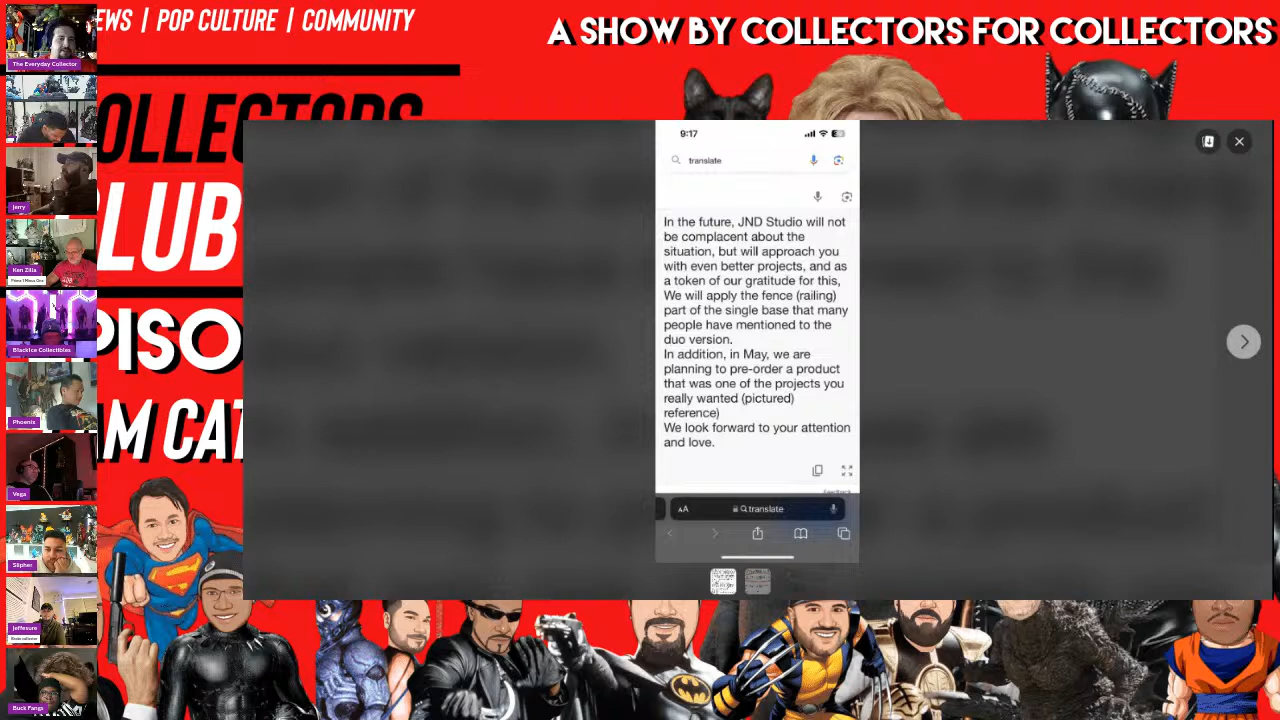 EWS | POP CULTURE | COMMUNITY
A SHOW BY COLLECTORS FOR COLLECTORS
OLLECTORS
LUB
PISO
AM CAT
The Everyday Collector
Jerry
Ken Zilla
BlackIce Collectibles
Phoenix
Vega
Slipher
Jeffesure
Buck Fanga
9:17
translate
In the future, JND Studio will not
be complacent about the
situation, but will approach you
with even better projects, and as
a token of our gratitude for this,
We will apply the fence (railing)
part of the single base that many
people have mentioned to the
duo version.
In addition, in May, we are
planning to pre-order a product
that was one of the projects you
really wanted (pictured)
reference)
We look forward to your attention
and love.
Feedback
AA
translate